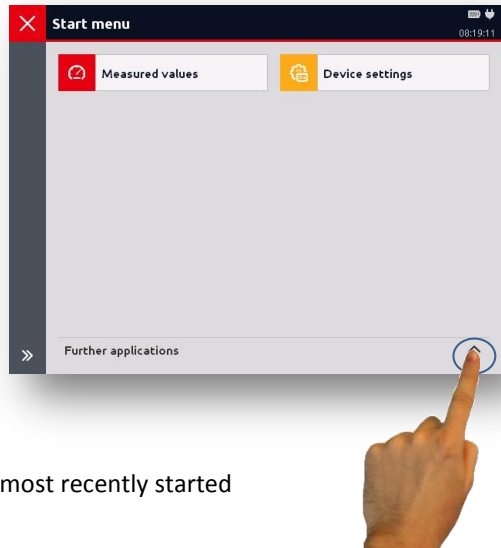 Start menu
08:19:11
Measured values
Device settings
Further applications
most recently started